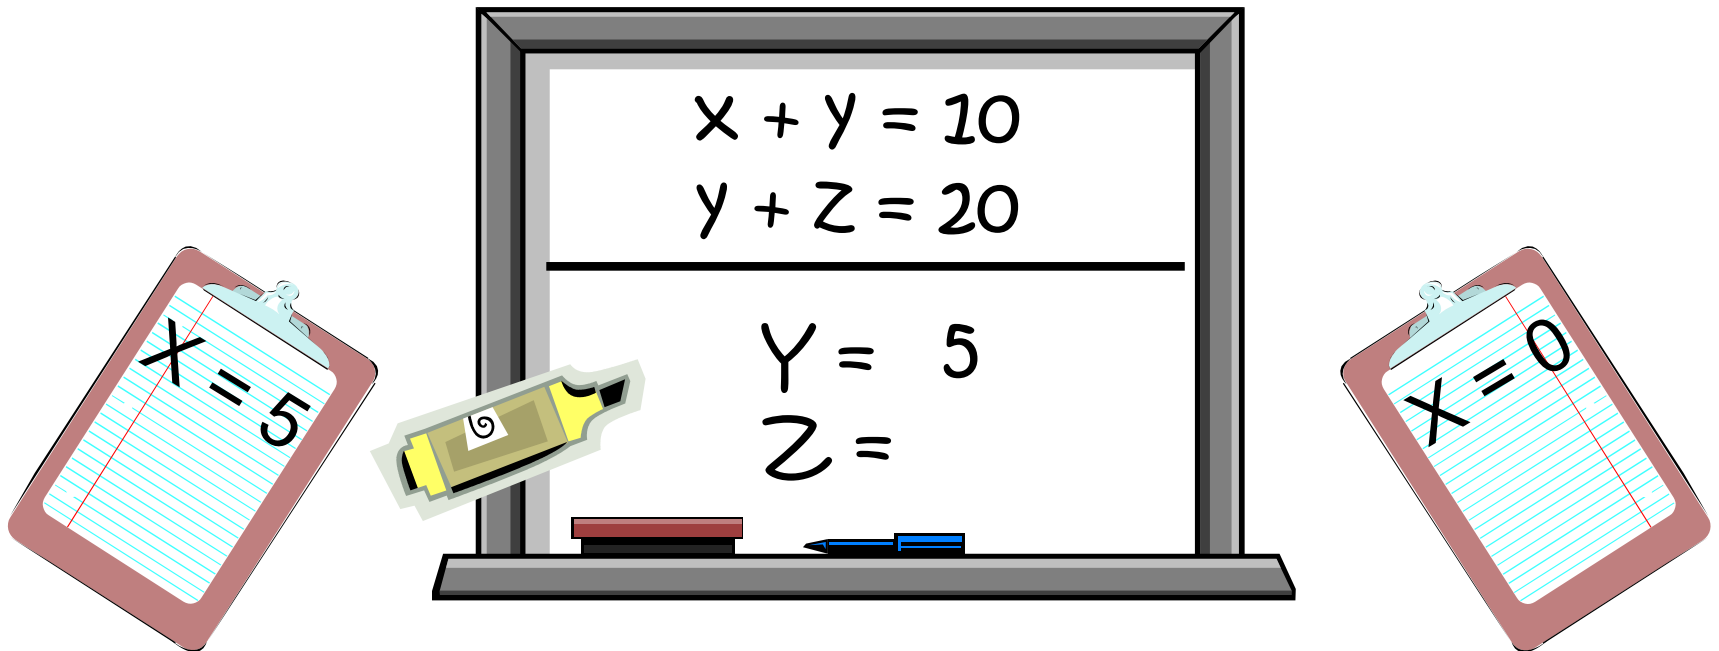 X + Y = 10
Y + Z = 20
Y = 5
Z =
X = 5
X = 0